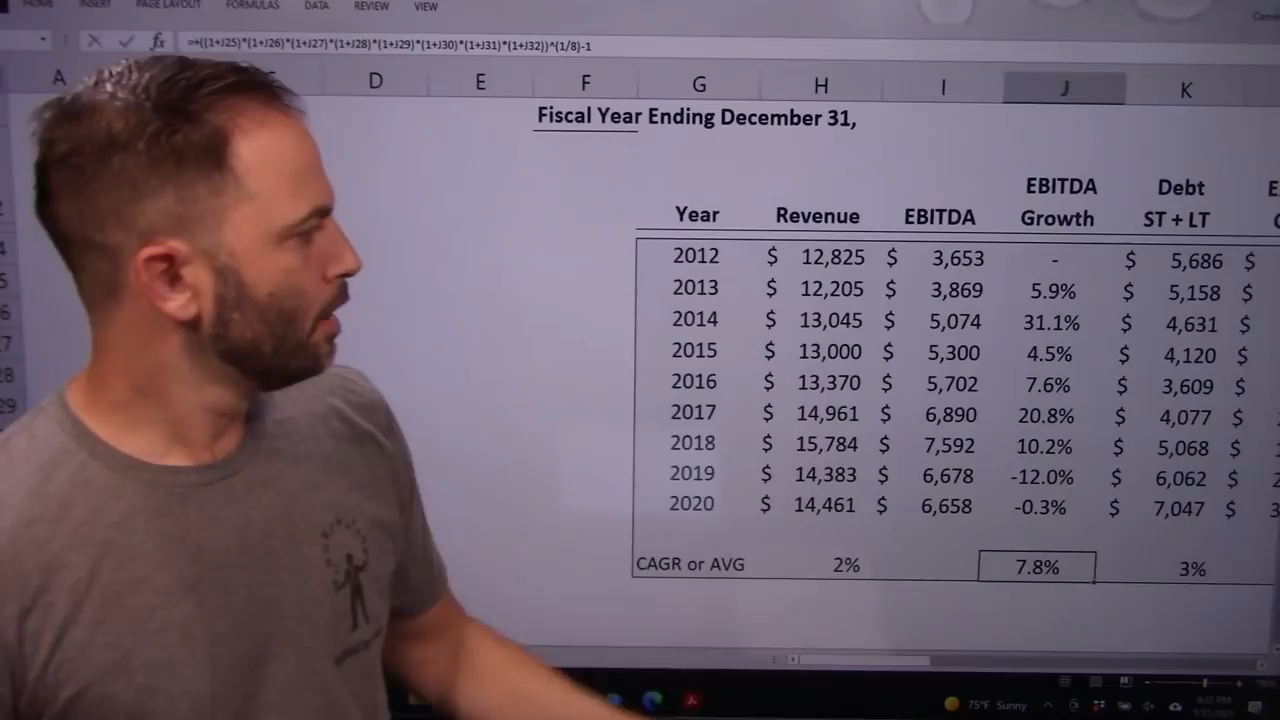 HOME INSERT PAGE LAYOUT FORMULAS DATA REVIEW VIEW
fx =+((1+J25)*(1+J26)*(1+J27)*(1+J28)*(1+J29)*(1+J30)*(1+J31)*(1+J32))^(1/8)-1
A D E F G H I J K
Fiscal Year Ending December 31,
EBITDA Debt
Year Revenue EBITDA Growth ST + LT
2012 $ 12,825 $ 3,653 - $ 5,686 $
2013 $ 12,205 $ 3,869 5.9% $ 5,158 $
2014 $ 13,045 $ 5,074 31.1% $ 4,631 $
2015 $ 13,000 $ 5,300 4.5% $ 4,120 $
2016 $ 13,370 $ 5,702 7.6% $ 3,609 $
28 2017 $ 14,961 $ 6,890 20.8% $ 4,077 $
29 2018 $ 15,784 $ 7,592 10.2% $ 5,068 $
2019 $ 14,383 $ 6,678 -12.0% $ 6,062 $
2020 $ 14,461 $ 6,658 -0.3% $ 7,047 $
CAGR or AVG 2% 7.8% 3%
75°F Sunny